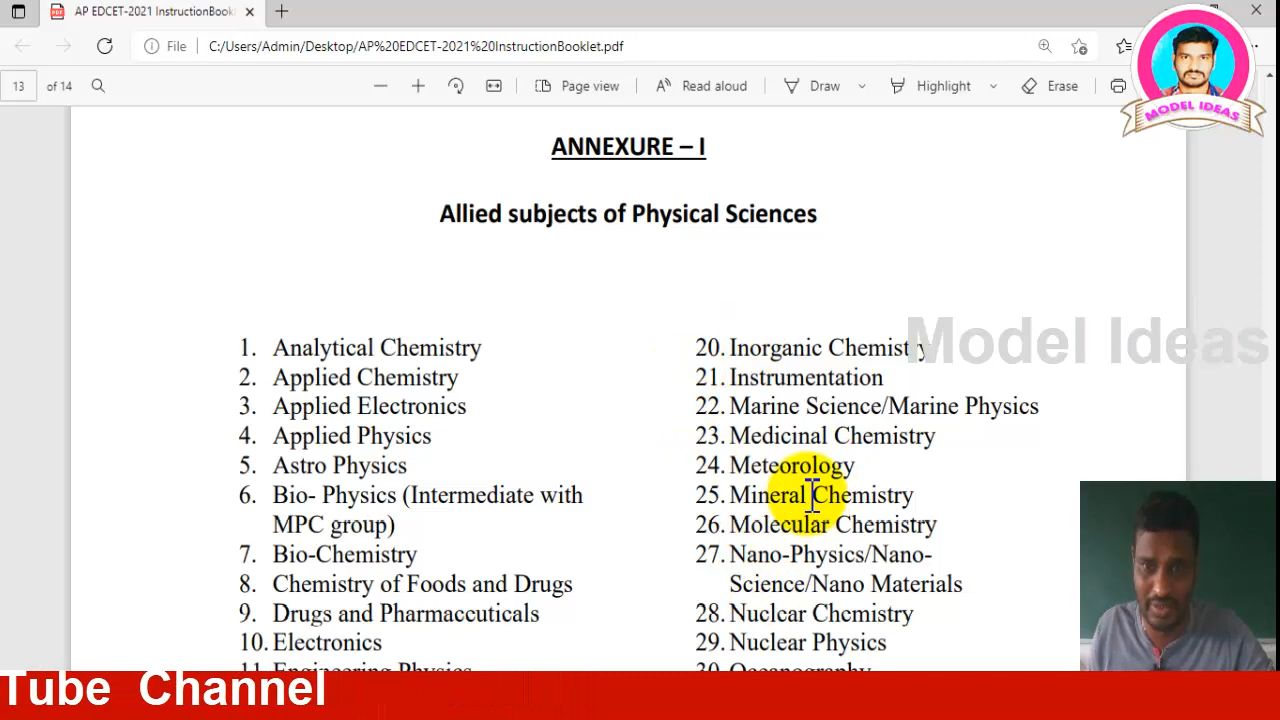 AP EDCET-2021 InstructionBook
File
C:/Users/Admin/Desktop/AP%20EDCET-2021%20InstructionBooklet.pdf
13 of 14
Page view
Read aloud
Draw
Highlight
Erase
MODEL IDEAS
ANNEXURE – I
Allied subjects of Physical Sciences
Model Ideas
1. Analytical Chemistry
2. Applied Chemistry
3. Applied Electronics
4. Applied Physics
5. Astro Physics
6. Bio- Physics (Intermediate with
MPC group)
7. Bio-Chemistry
8. Chemistry of Foods and Drugs
9. Drugs and Pharmaceuticals
10. Electronics
11. Engineering Physics
20. Inorganic Chemistry
21. Instrumentation
22. Marine Science/Marine Physics
23. Medicinal Chemistry
24. Meteorology
25. Mineral Chemistry
26. Molecular Chemistry
27. Nano-Physics/Nano-
Science/Nano Materials
28. Nuclear Chemistry
29. Nuclear Physics
30. Oceanography
Tube Channel